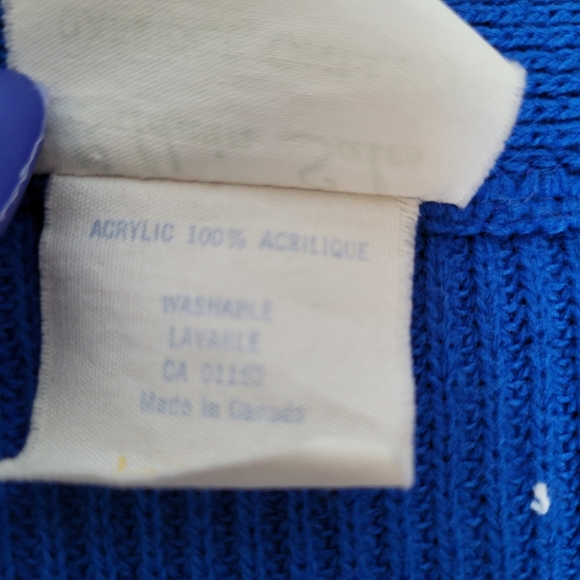 ACRYLIC 100% ACRILIQUE
WASHABLE
LAVABLE
CA 01152
Made in Canada